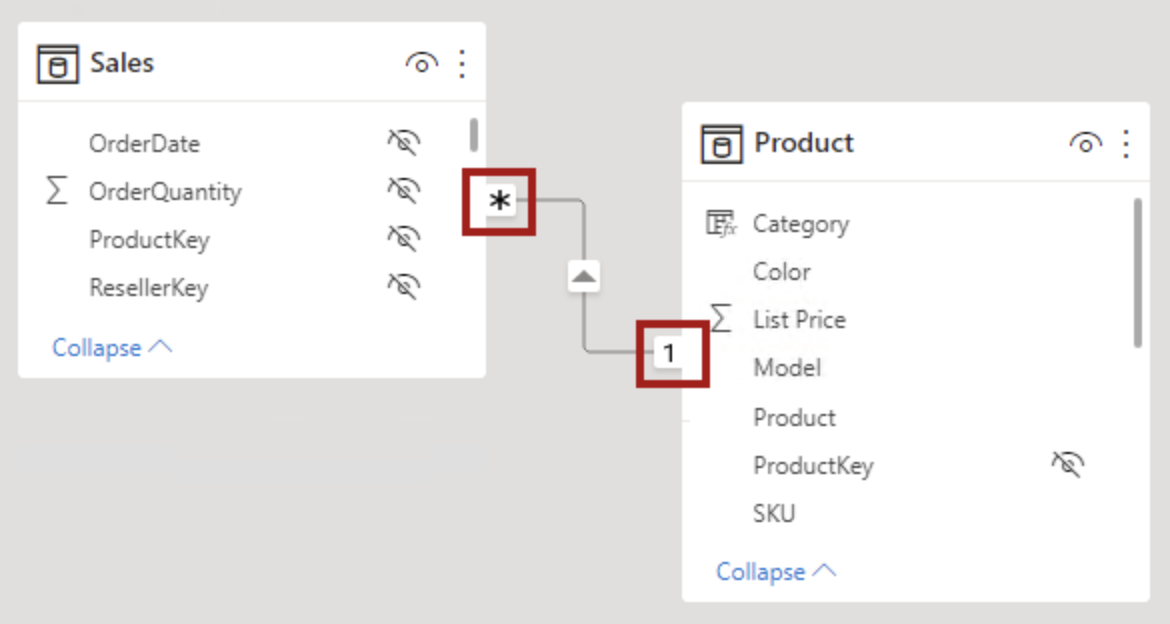 Sales
OrderDate
∑ OrderQuantity
ProductKey
ResellerKey
Collapse
*
1
Product
Category
Color
∑ List Price
Model
Product
ProductKey
SKU
Collapse